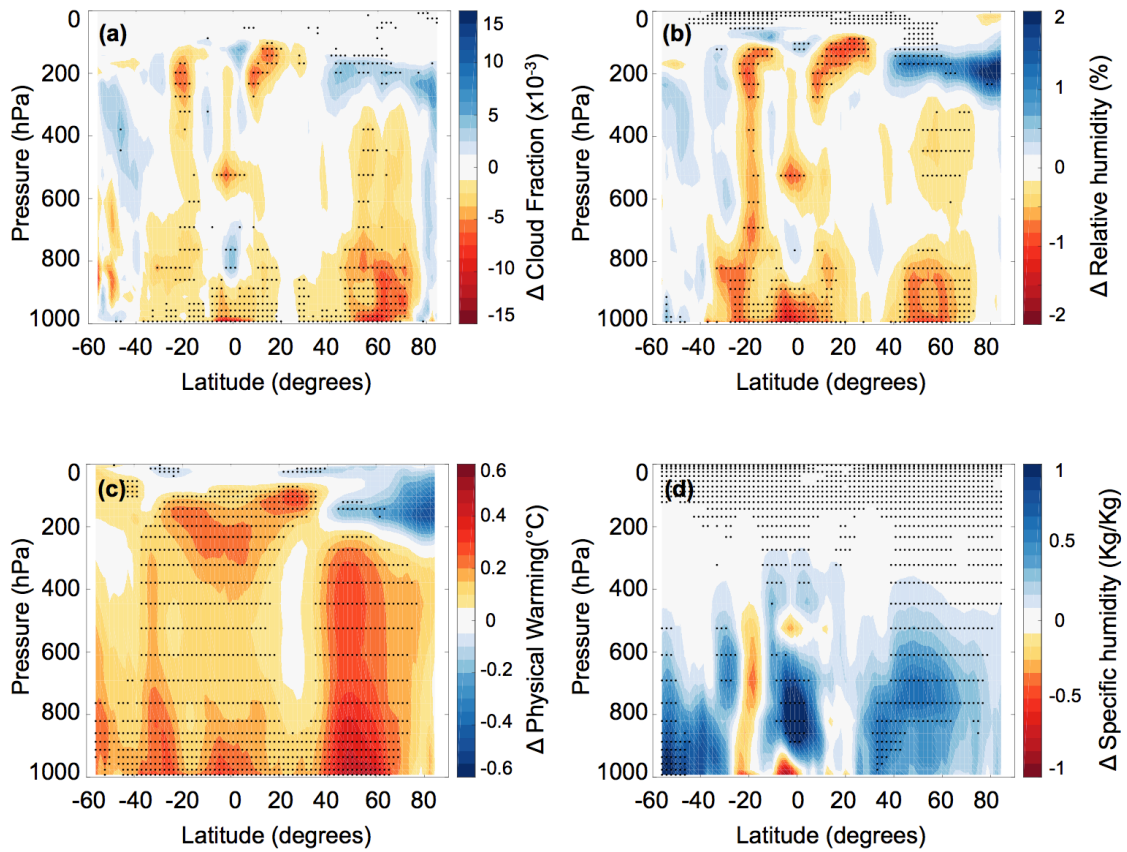 (a)
0
200
400
600
800
1000
Pressure (hPa)
-60 -40 -20 0 20 40 60 80
Latitude (degrees)
15
10
5
0
-5
-10
-15
Δ Cloud Fraction (x10-3)
(b)
0
200
400
600
800
1000
Pressure (hPa)
-60 -40 -20 0 20 40 60 80
Latitude (degrees)
2
1
0
-1
-2
Δ Relative humidity (%)
(c)
0
200
400
600
800
1000
Pressure (hPa)
-60 -40 -20 0 20 40 60 80
Latitude (degrees)
0.6
0.4
0.2
0
-0.2
-0.4
-0.6
Δ Physical Warming(°C)
(d)
0
200
400
600
800
1000
Pressure (hPa)
-60 -40 -20 0 20 40 60 80
Latitude (degrees)
1
0.5
0
-0.5
-1
Δ Specific humidity (Kg/Kg)